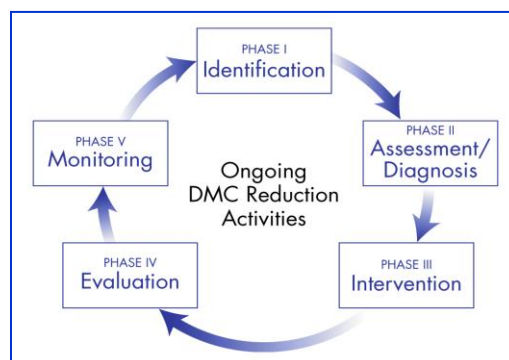 PHASE I
Identification
PHASE II
Assessment/
Diagnosis
PHASE III
Intervention
PHASE IV
Evaluation
PHASE V
Monitoring
Ongoing
DMC Reduction
Activities